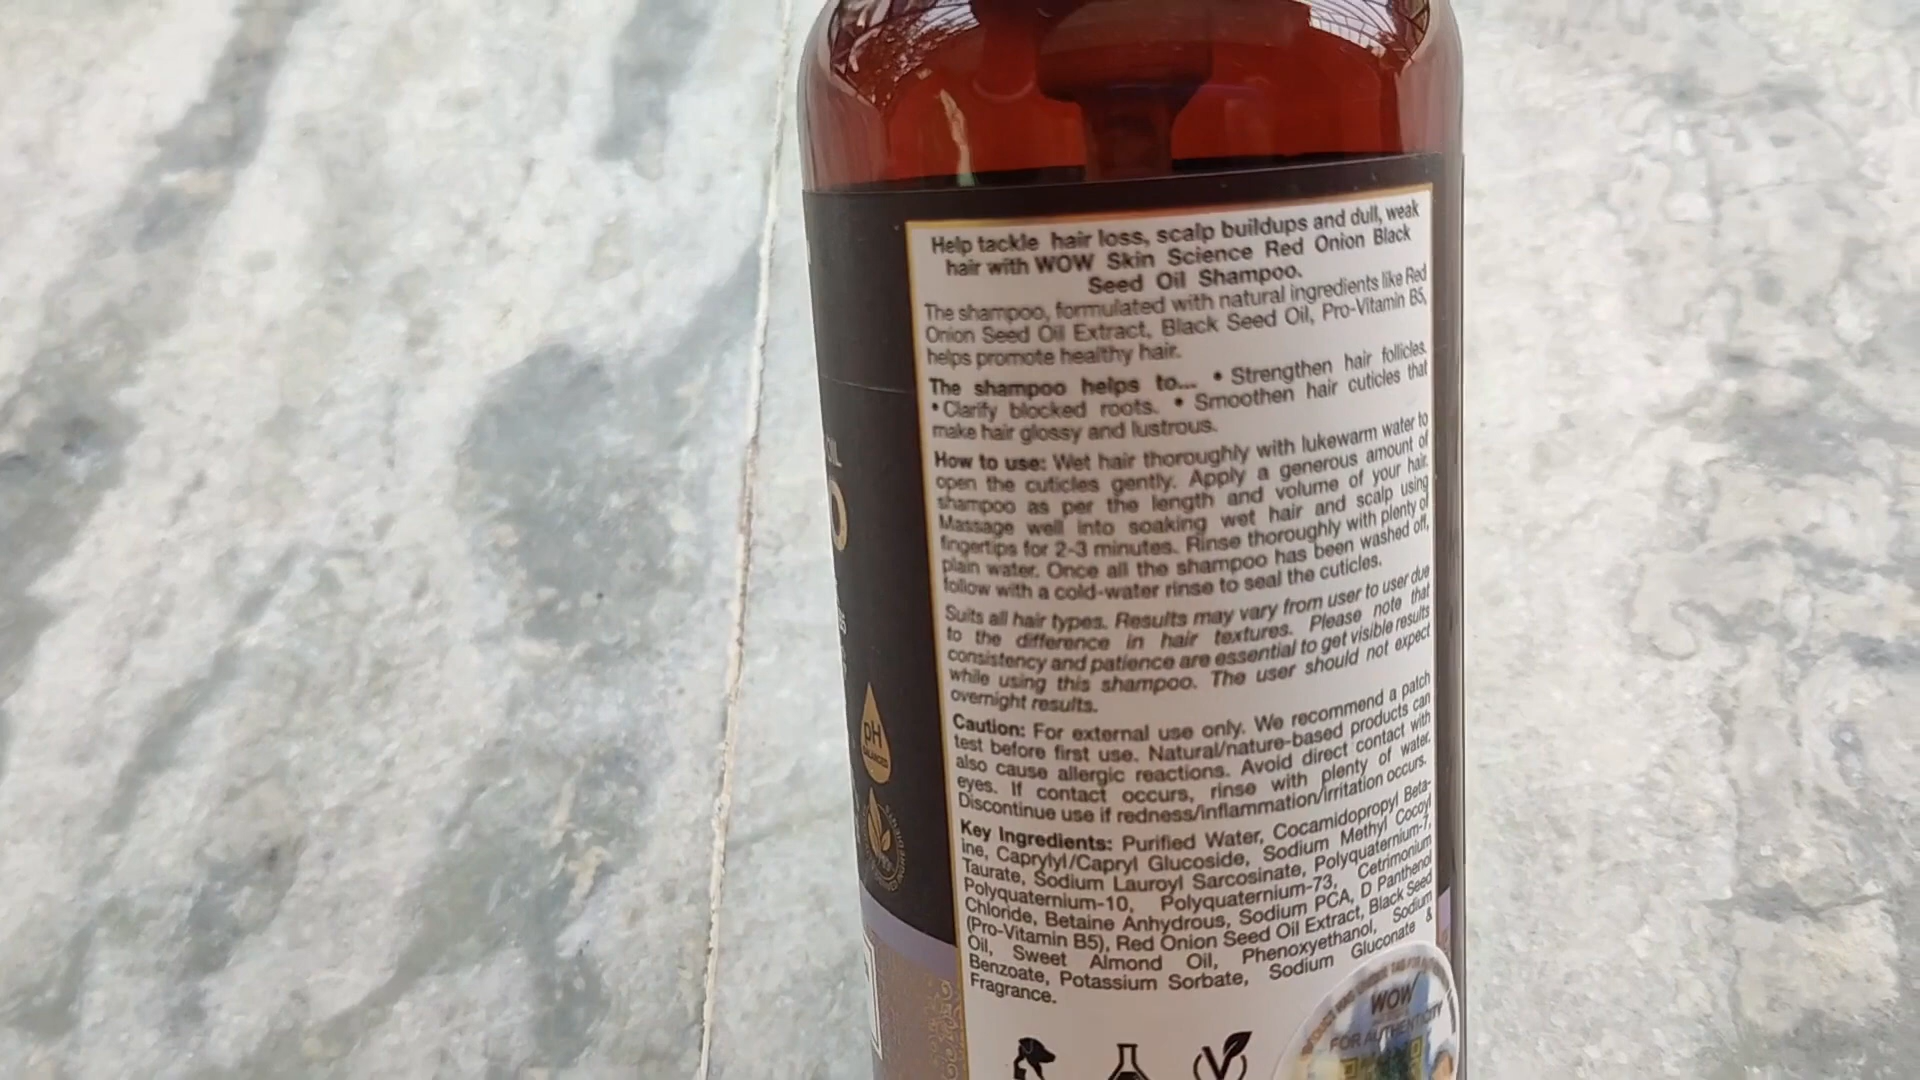 Help tackle hair loss, scalp buildups and dull, weak
hair with WOW Skin Science Red Onion Black
Seed Oil Shampoo.
The shampoo, formulated with natural ingredients like Red
Onion Seed Oil Extract, Black Seed Oil, Pro-Vitamin B5,
helps promote healthy hair.
The shampoo helps to... • Strengthen hair follicles.
• Clarify blocked roots. • Smoothen hair cuticles that
make hair glossy and lustrous.
How to use: Wet hair thoroughly with lukewarm water to
open the cuticles gently. Apply a generous amount of
shampoo as per the length and volume of your hair.
Massage well into soaking wet hair and scalp using
fingertips for 2-3 minutes. Rinse thoroughly with plenty of
plain water. Once all the shampoo has been washed off,
follow with a cold-water rinse to seal the cuticles.
Suits all hair types. Results may vary from user to user due
to the difference in hair textures. Please note that
consistency and patience are essential to get visible results
while using this shampoo. The user should not expect
overnight results.
Caution: For external use only. We recommend a patch
test before first use. Natural/nature-based products can
also cause allergic reactions. Avoid direct contact with
eyes. If contact occurs, rinse with plenty of water.
Discontinue use if redness/inflammation/irritation occurs.
Key Ingredients: Purified Water, Cocamidopropyl Beta-
ine, Caprylyl/Capryl Glucoside, Sodium Methyl Cocoyl
Taurate, Sodium Lauroyl Sarcosinate, Polyquaternium-7,
Polyquaternium-10, Polyquaternium-73, Cetrimonium
Chloride, Betaine Anhydrous, Sodium PCA, D Panthenol
(Pro-Vitamin B5), Red Onion Seed Oil Extract, Black Seed
Oil, Sweet Almond Oil, Phenoxyethanol, Sodium
Benzoate, Potassium Sorbate, Sodium Gluconate &
Fragrance.
OIL
pH
BALANCED
WOW
FOR AUTHENTICITY